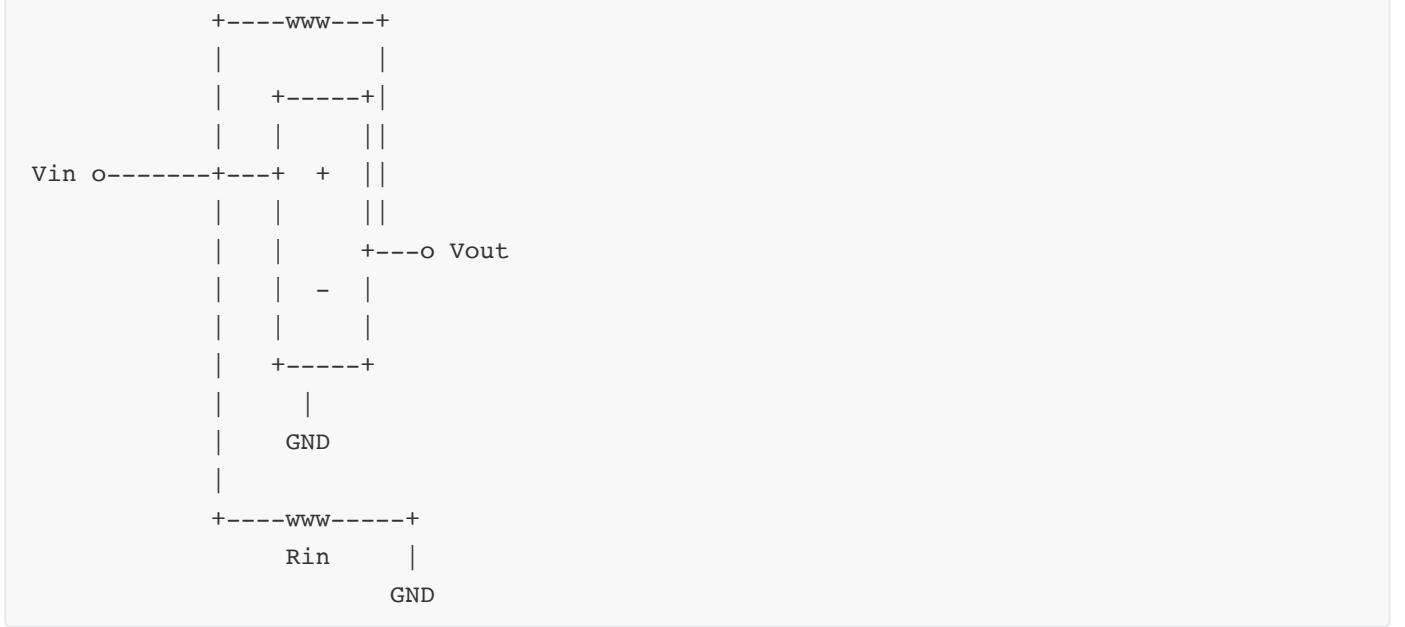 +----www---+
|          |
|   +-----+|
|   |     ||
Vin o-------+---+  +  ||
|   |     ||
|   |     +---o Vout
|   |  -  |
|   |     |
|   +-----+
|     |
|    GND
|
+----www-----+
Rin     |
GND